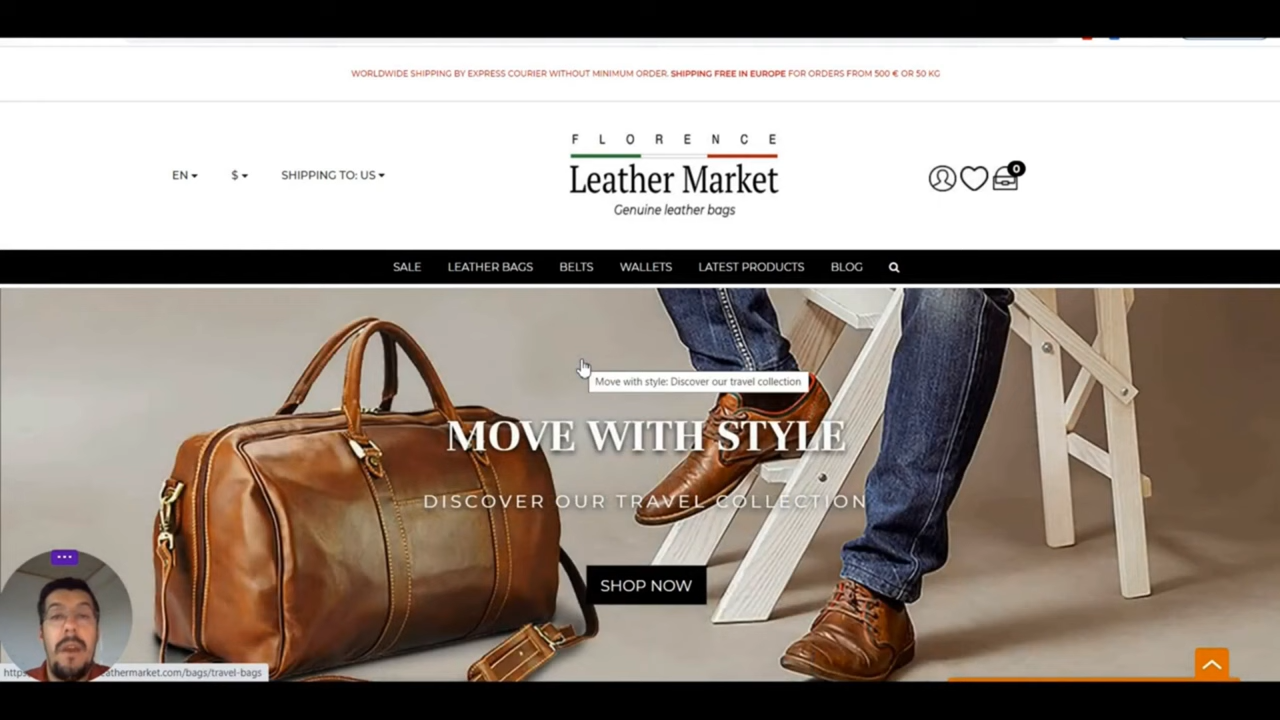 WORLDWIDE SHIPPING BY EXPRESS COURIER WITHOUT MINIMUM ORDER. SHIPPING FREE IN EUROPE FOR ORDERS FROM 500 € OR 50 KG
EN
$
SHIPPING TO: US
FLORENCE
Leather Market
Genuine leather bags
0
SALE
LEATHER BAGS
BELTS
WALLETS
LATEST PRODUCTS
BLOG
Move with style: Discover our travel collection
MOVE WITH STYLE
DISCOVER OUR TRAVEL COLLECTION
SHOP NOW
athermarket.com/bags/travel-bags